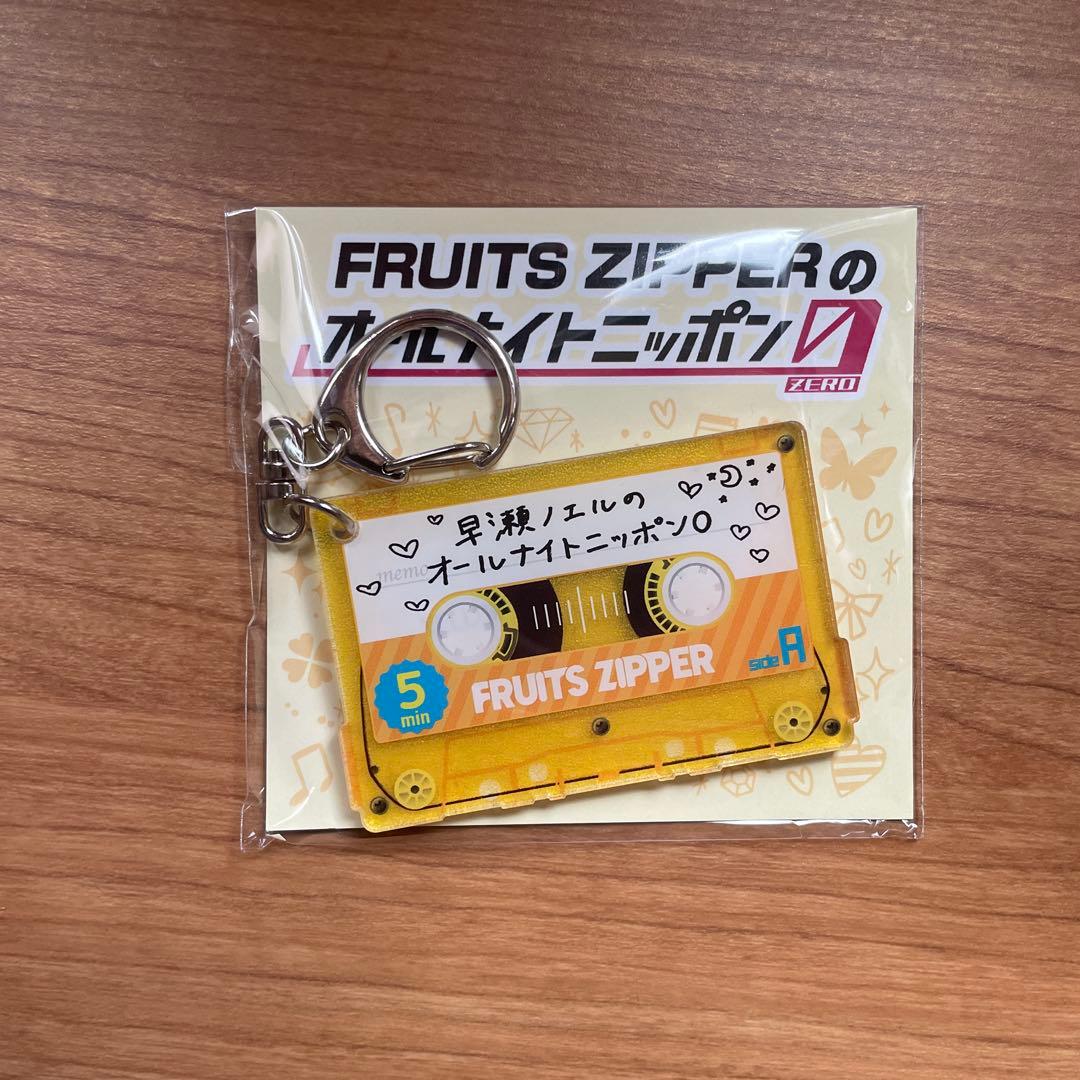 FRUITS ZIPPERの
オールナイトニッポン0
ZERO
早瀬ノエルの
オールナイトニッポン0
memo
5
min
FRUITS ZIPPER
side A